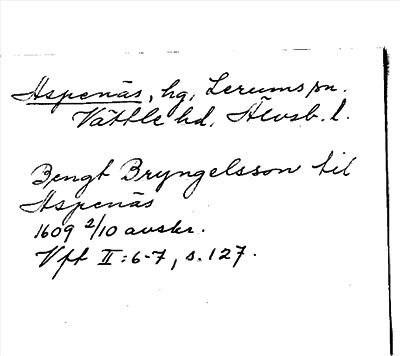 Aspenäs, hg, Lerums sn.
Vättle hd, Älvsb. l.
Bengt Bryngelsson til
Aspenäs
1609 2/10 avskr.
Vft II:6-7, s. 127.